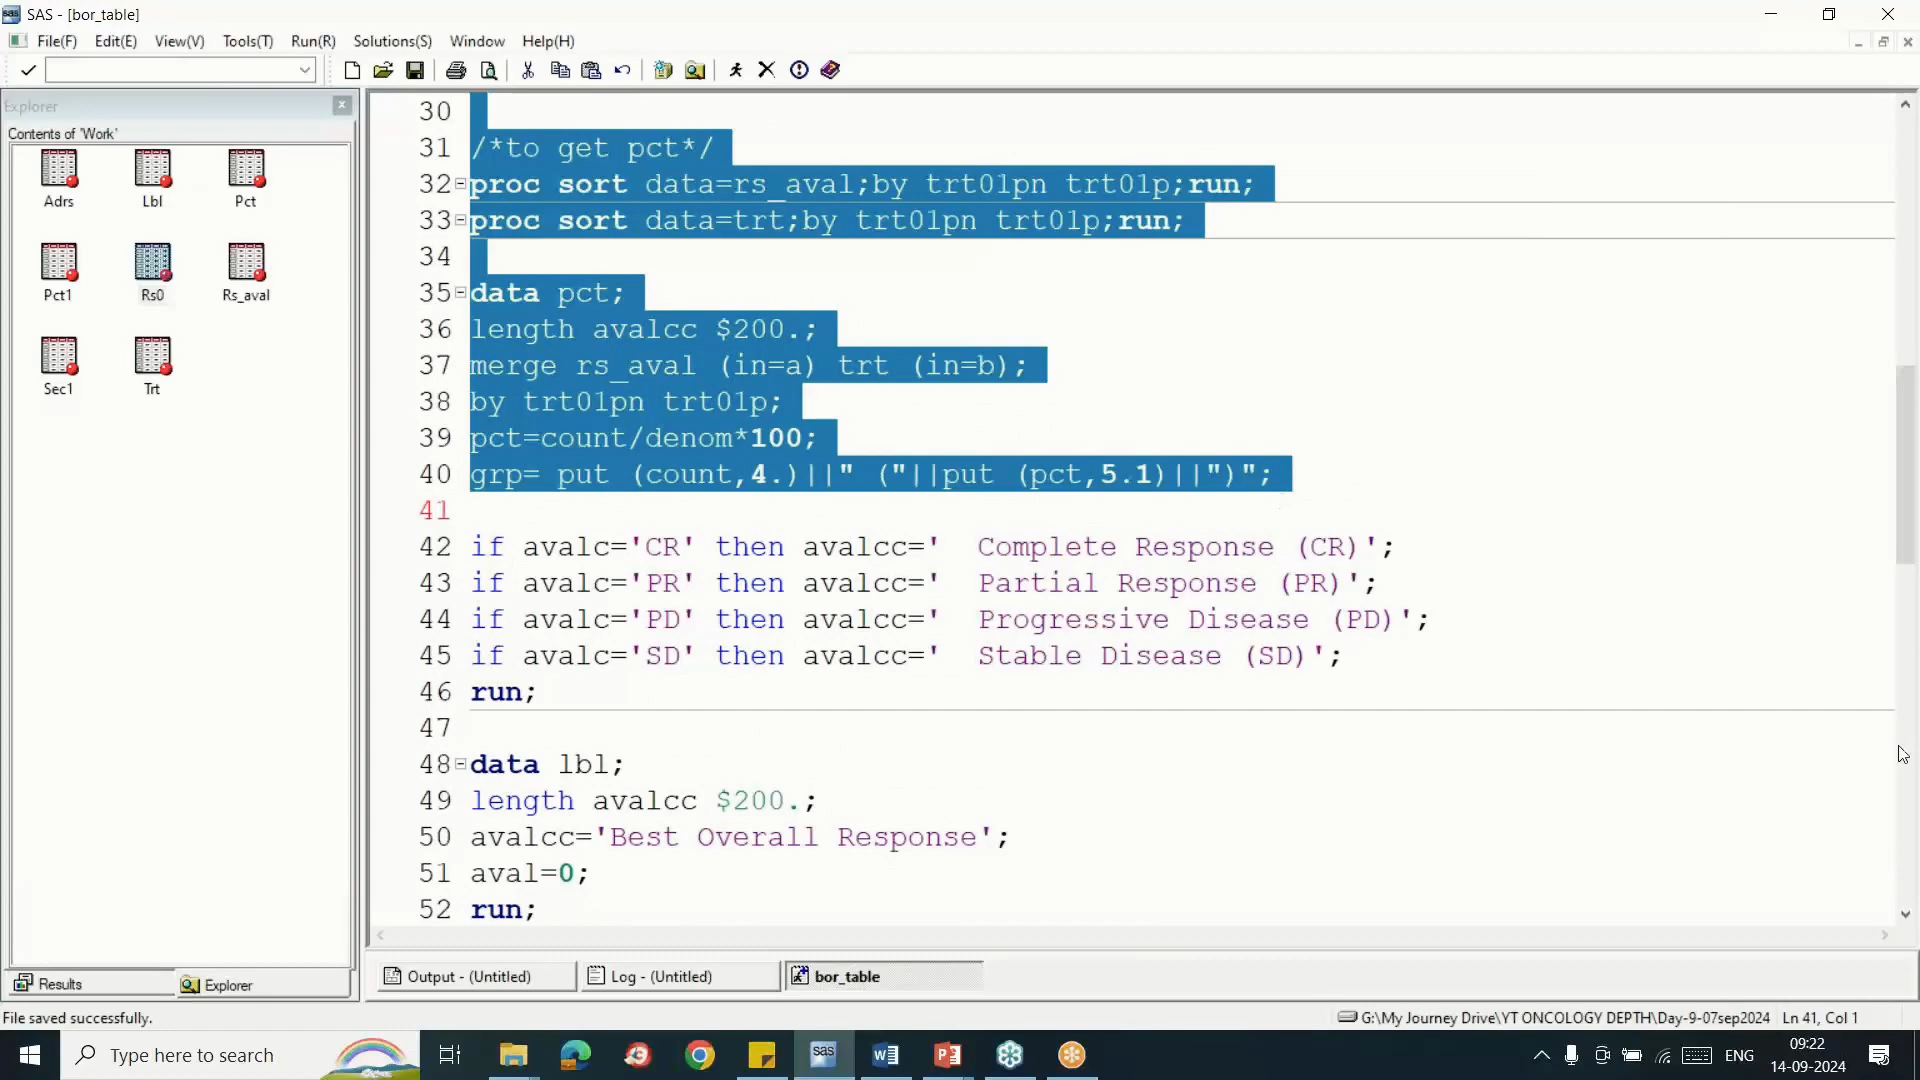 SAS - [bor_table]
File(F) Edit(E) View(V) Tools(T) Run(R) Solutions(S) Window Help(H)
Explorer
Contents of 'Work'
Adrs Lbl Pct
Pct1 Rs0 Rs_aval
Sec1 Trt
30
31 /*to get pct*/
32 proc sort data=rs_aval;by trt01pn trt01p;run;
33 proc sort data=trt;by trt01pn trt01p;run;
34
35 data pct;
36 length avalcc $200.;
37 merge rs_aval (in=a) trt (in=b);
38 by trt01pn trt01p;
39 pct=count/denom*100;
40 grp= put (count,4.)||" ("||put (pct,5.1)||")";
41
42 if avalc='CR' then avalcc='  Complete Response (CR)';
43 if avalc='PR' then avalcc='  Partial Response (PR)';
44 if avalc='PD' then avalcc='  Progressive Disease (PD)';
45 if avalc='SD' then avalcc='  Stable Disease (SD)';
46 run;
47
48 data lbl;
49 length avalcc $200.;
50 avalcc='Best Overall Response';
51 aval=0;
52 run;
Results Explorer
Output - (Untitled) Log - (Untitled) bor_table
File saved successfully.
G:\My Journey Drive\YT ONCOLOGY DEPTH\Day-9-07sep2024 Ln 41, Col 1
Type here to search
ENG
09:22
14-09-2024